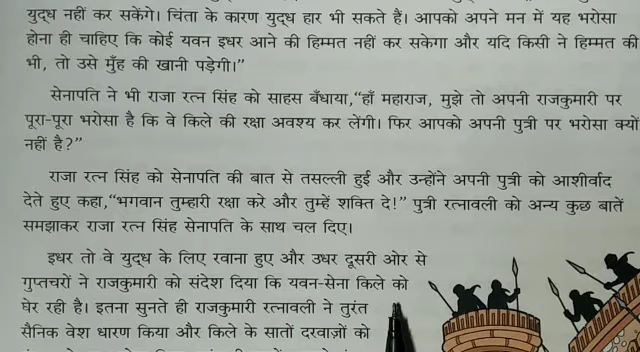 युद्ध नहीं कर सकेंगे। चिंता के कारण युद्ध हार भी सकते हैं। आपको अपने मन में यह भरोसा
होना ही चाहिए कि कोई यवन इधर आने की हिम्मत नहीं कर सकेगा और यदि किसी ने हिम्मत की
भी, तो उसे मुँह की खानी पड़ेगी।”
सेनापति ने भी राजा रत्न सिंह को साहस बँधाया,“हाँ महाराज, मुझे तो अपनी राजकुमारी पर
पूरा-पूरा भरोसा है कि वे किले की रक्षा अवश्य कर लेंगी। फिर आपको अपनी पुत्री पर भरोसा क्यों
नहीं है?”
राजा रत्न सिंह को सेनापति की बात से तसल्ली हुई और उन्होंने अपनी पुत्री को आशीर्वाद
देते हुए कहा,“भगवान तुम्हारी रक्षा करे और तुम्हें शक्ति दे!” पुत्री रत्नावली को अन्य कुछ बातें
समझाकर राजा रत्न सिंह सेनापति के साथ चल दिए।
इधर तो वे युद्ध के लिए रवाना हुए और उधर दूसरी ओर से
गुप्तचरों ने राजकुमारी को संदेश दिया कि यवन-सेना किले को
घेर रही है। इतना सुनते ही राजकुमारी रत्नावली ने तुरंत
सैनिक वेश धारण किया और किले के सातों दरवाज़ों को